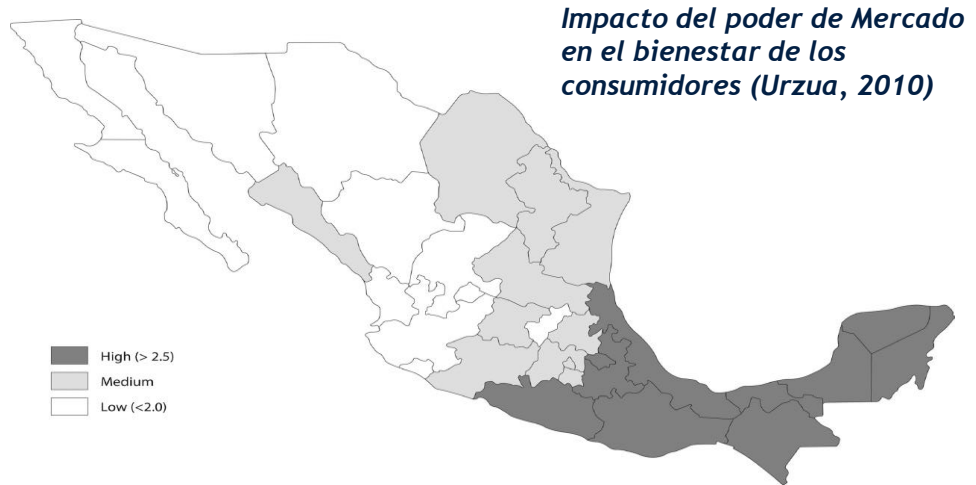 Impacto del poder de Mercado
en el bienestar de los
consumidores (Urzua, 2010)
High (> 2.5)
Medium
Low (<2.0)